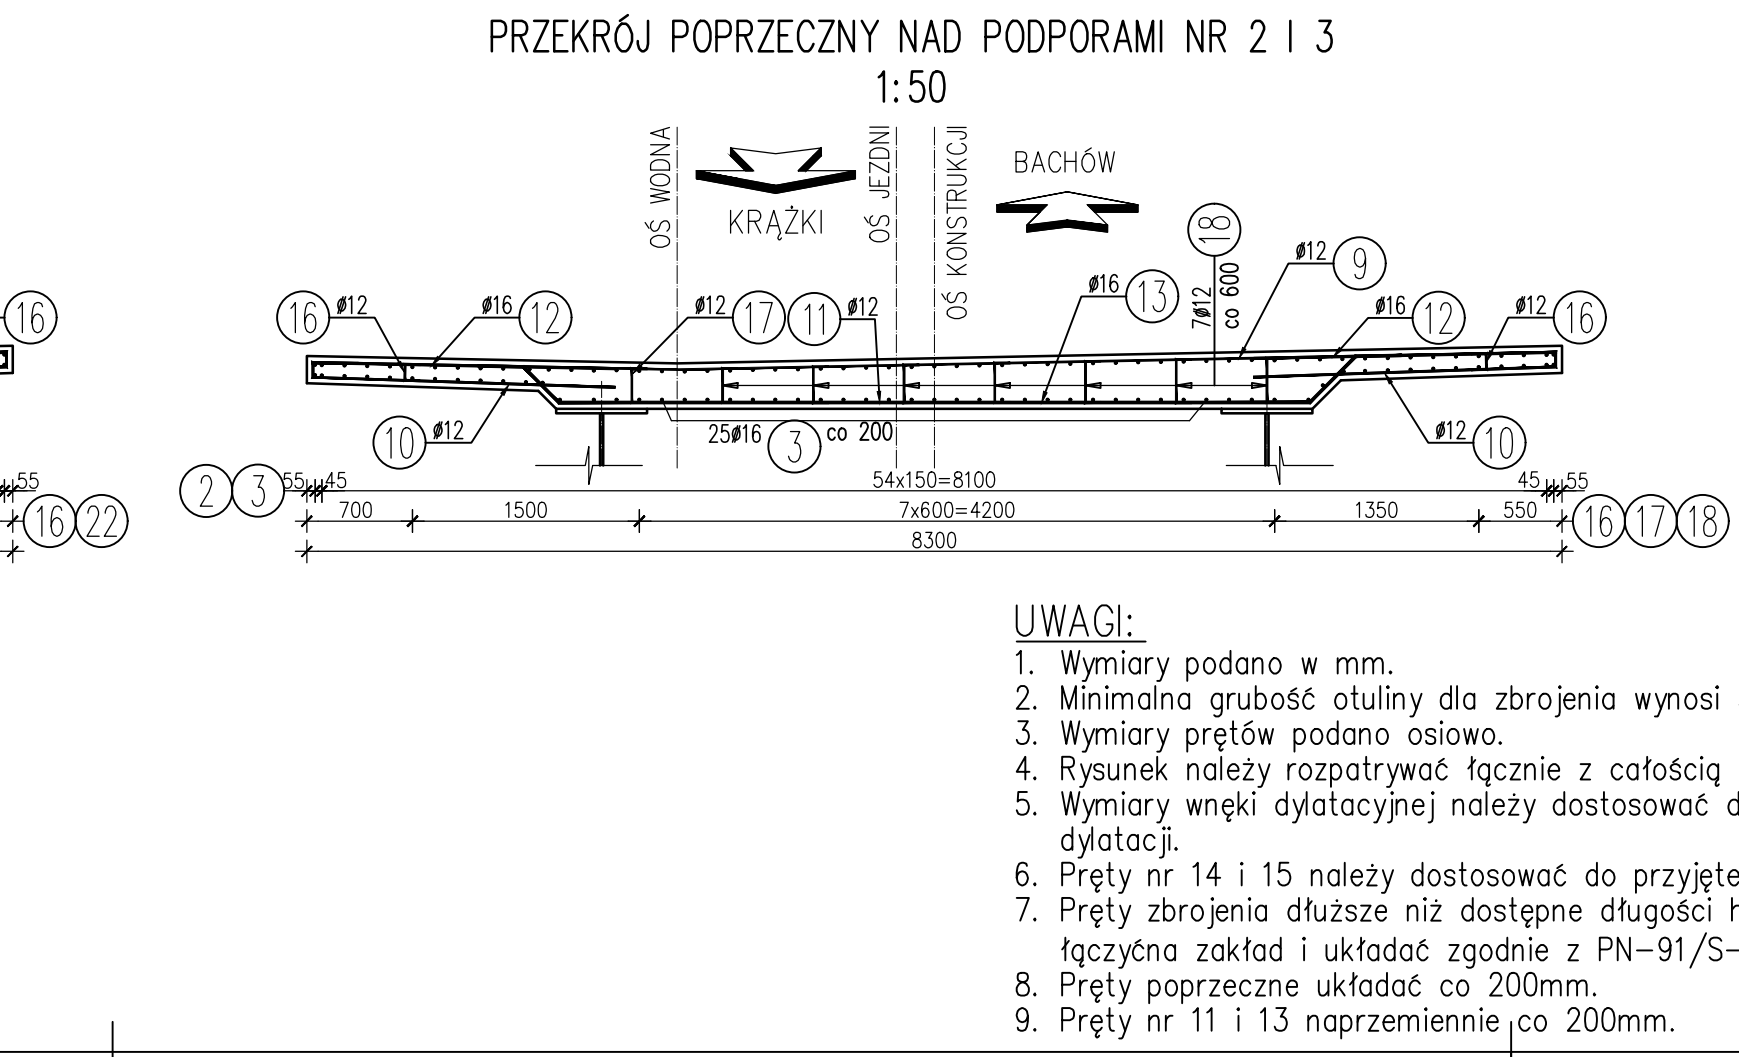 PRZEKRÓJ POPRZECZNY NAD PODPORAMI NR 2 I 3
1:50
OŚ WODNA
KRĄŻKI
OŚ JEZDNI
OŚ KONSTRUKCJI
BACHÓW
18
7ø12
co 600
ø12 9
16
16 ø12
ø16 12
ø12 17
11 ø12
ø16 13
ø16 12
ø12 16
10 ø12
25ø16 3 co 200
ø12 10
55
2 3 55 45 54x150=8100 45 55
16 22
700 1500 7x600=4200 1350 550 16 17 18
8300
UWAGI:
1. Wymiary podano w mm.
2. Minimalna grubość otuliny dla zbrojenia wynosi
3. Wymiary prętów podano osiowo.
4. Rysunek należy rozpatrywać łącznie z całością
5. Wymiary wnęki dylatacyjnej należy dostosować d
dylatacji.
6. Pręty nr 14 i 15 należy dostosować do przyjęte
7. Pręty zbrojenia dłuższe niż dostępne długości h
łączyćna zakład i układać zgodnie z PN-91/S-
8. Pręty poprzeczne układać co 200mm.
9. Pręty nr 11 i 13 naprzemiennie co 200mm.